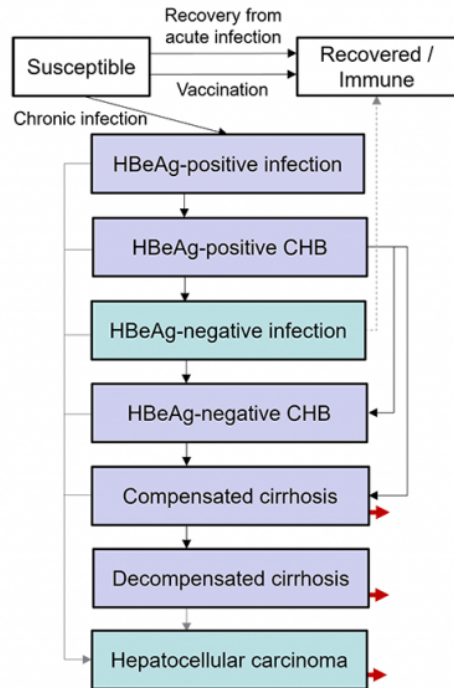 Recovery from
acute infection
Susceptible
Recovered /
Immune
Vaccination
Chronic infection
HBeAg-positive infection
HBeAg-positive CHB
HBeAg-negative infection
HBeAg-negative CHB
Compensated cirrhosis
Decompensated cirrhosis
Hepatocellular carcinoma